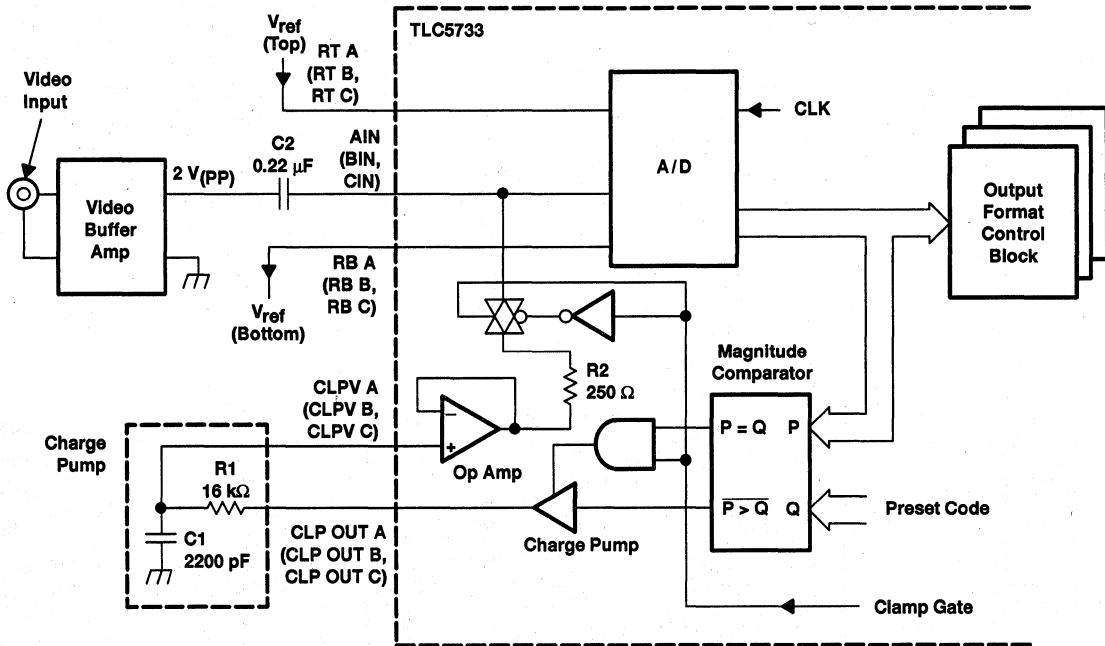 TLC5733
Vref
(Top)
RT A
(RT B,
RT C)
Video
Input
CLK
C2
0.22 µF
AIN
(BIN,
CIN)
2 V(PP)
A/D
Video
Buffer
Amp
Output
Format
Control
Block
RB A
(RB B,
RB C)
Vref
(Bottom)
Magnitude
Comparator
R2
250 Ω
CLPV A
(CLPV B,
CLPV C)
−
+
Op Amp
P = Q P
Charge
Pump
R1
16 kΩ
P > Q Q
Preset Code
C1
2200 pF
CLP OUT A
(CLP OUT B,
CLP OUT C)
Charge Pump
Clamp Gate